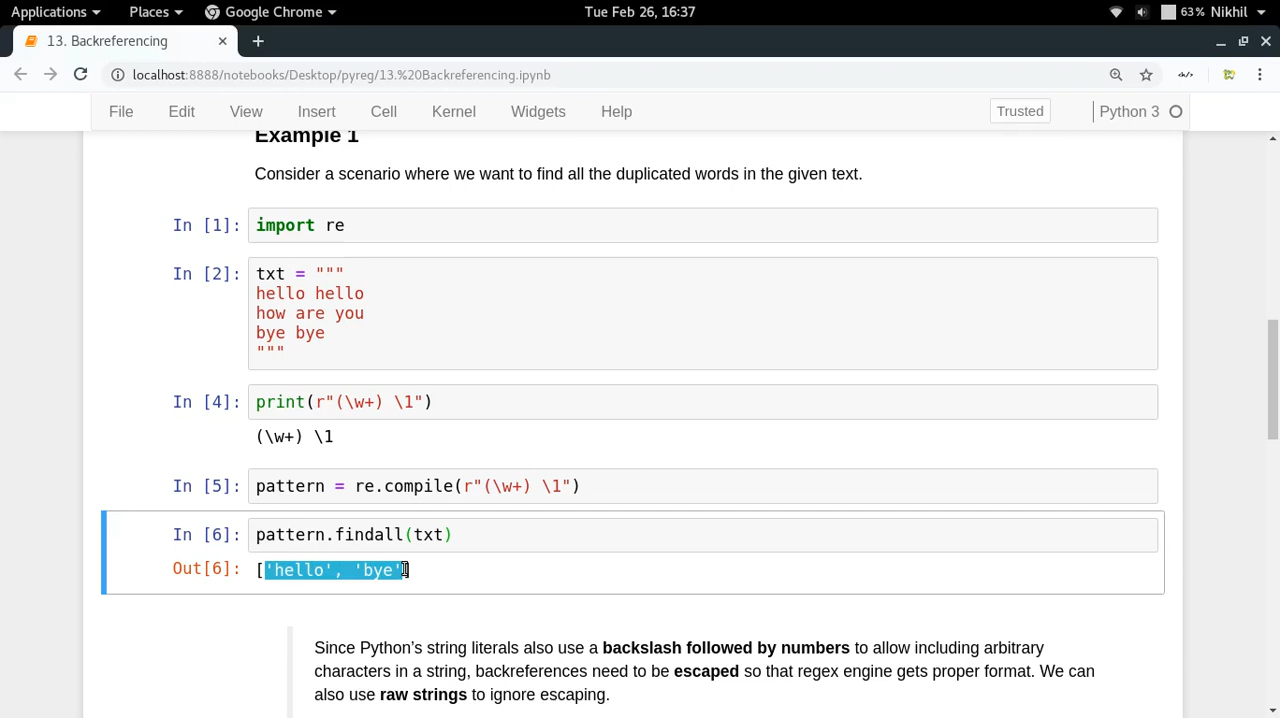 Applications Places Google Chrome Tue Feb 26, 16:37 63% Nikhil
13. Backreferencing
localhost:8888/notebooks/Desktop/pyreg/13.%20Backreferencing.ipynb
File Edit View Insert Cell Kernel Widgets Help Trusted Python 3
Example 1
Consider a scenario where we want to find all the duplicated words in the given text.
In [1]: import re
In [2]: txt = """
hello hello
how are you
bye bye
"""
In [4]: print(r"(\w+) \1")
(\w+) \1
In [5]: pattern = re.compile(r"(\w+) \1")
In [6]: pattern.findall(txt)
Out[6]: ['hello', 'bye']
Since Python’s string literals also use a backslash followed by numbers to allow including arbitrary
characters in a string, backreferences need to be escaped so that regex engine gets proper format. We can
also use raw strings to ignore escaping.